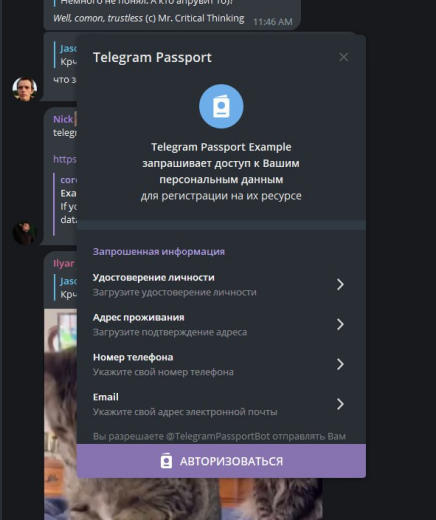 Немного не понял. А кто апрувит то)?
Well, comon, trustless (c) Mr. Critical Thinking
11:46 AM
Jaso
Крч
что з
Telegram Passport
Nick
teleg
https
Telegram Passport Example
запрашивает доступ к Вашим
персональным данным
для регистрации на их ресурсе
core
Exa
If yo
data
Запрошенная информация
Ilyar
Jaso
Крч
Удостоверение личности
Загрузите удостоверение личности
Адрес проживания
Загрузите подтверждение адреса
Номер телефона
Укажите свой номер телефона
Email
Укажите свой адрес электронной почты
Вы разрешаете @TelegramPassportBot отправлять Вам
АВТОРИЗОВАТЬСЯ